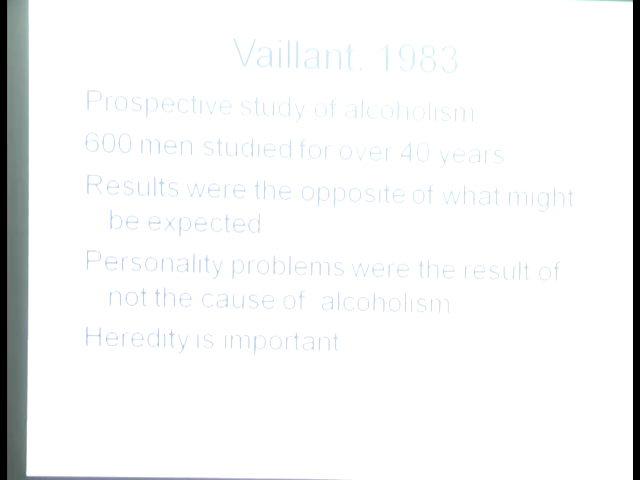 Vaillant. 1983
Prospective study of alcoholism
600 men studied for over 40 years
Results were the opposite of what might
be expected
Personality problems were the result of
not the cause of alcoholism
Heredity is important